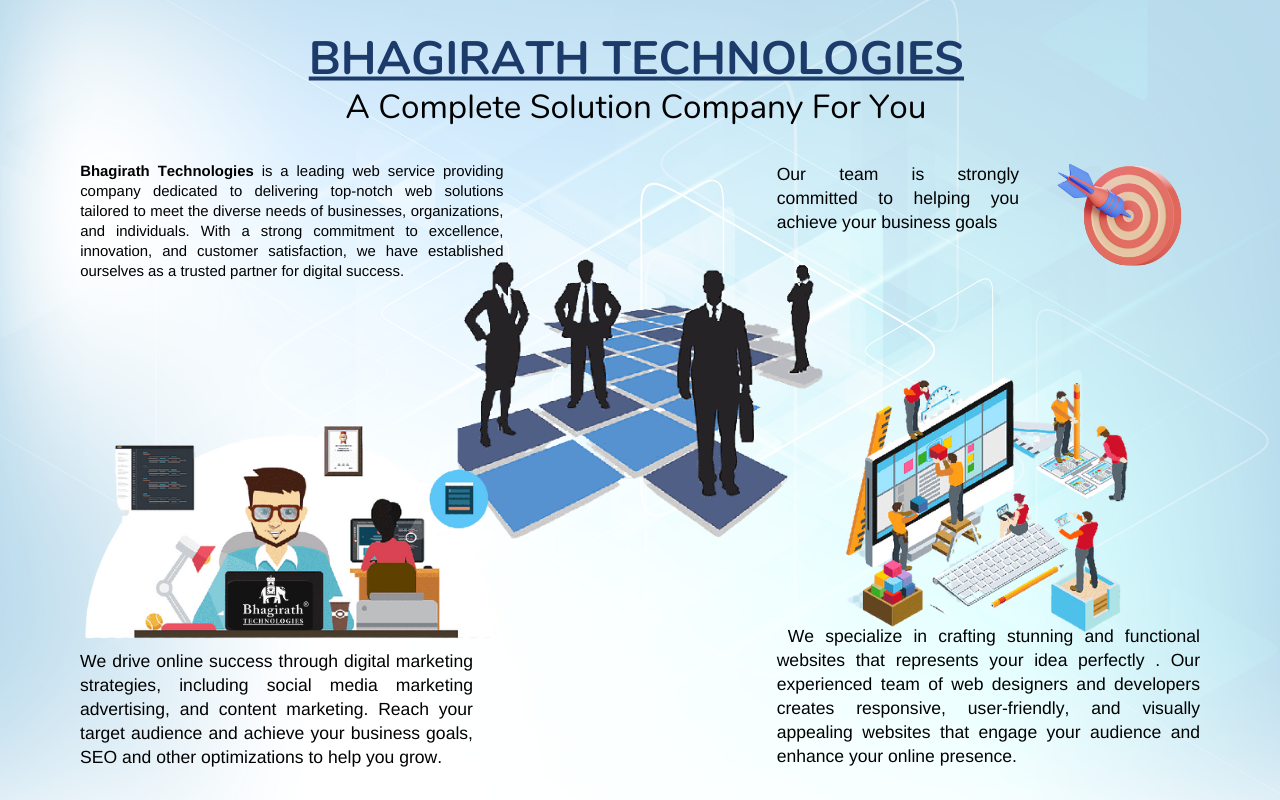 BHAGIRATH TECHNOLOGIES
A Complete Solution Company For You
Bhagirath Technologies is a leading web service providing
company dedicated to delivering top-notch web solutions
tailored to meet the diverse needs of businesses, organizations,
and individuals. With a strong commitment to excellence,
innovation, and customer satisfaction, we have established
ourselves as a trusted partner for digital success.
Our team is strongly
committed to helping you
achieve your business goals
Bhagirath®
TECHNOLOGIES
We drive online success through digital marketing
strategies, including social media marketing
advertising, and content marketing. Reach your
target audience and achieve your business goals,
SEO and other optimizations to help you grow.
We specialize in crafting stunning and functional
websites that represents your idea perfectly . Our
experienced team of web designers and developers
creates responsive, user-friendly, and visually
appealing websites that engage your audience and
enhance your online presence.